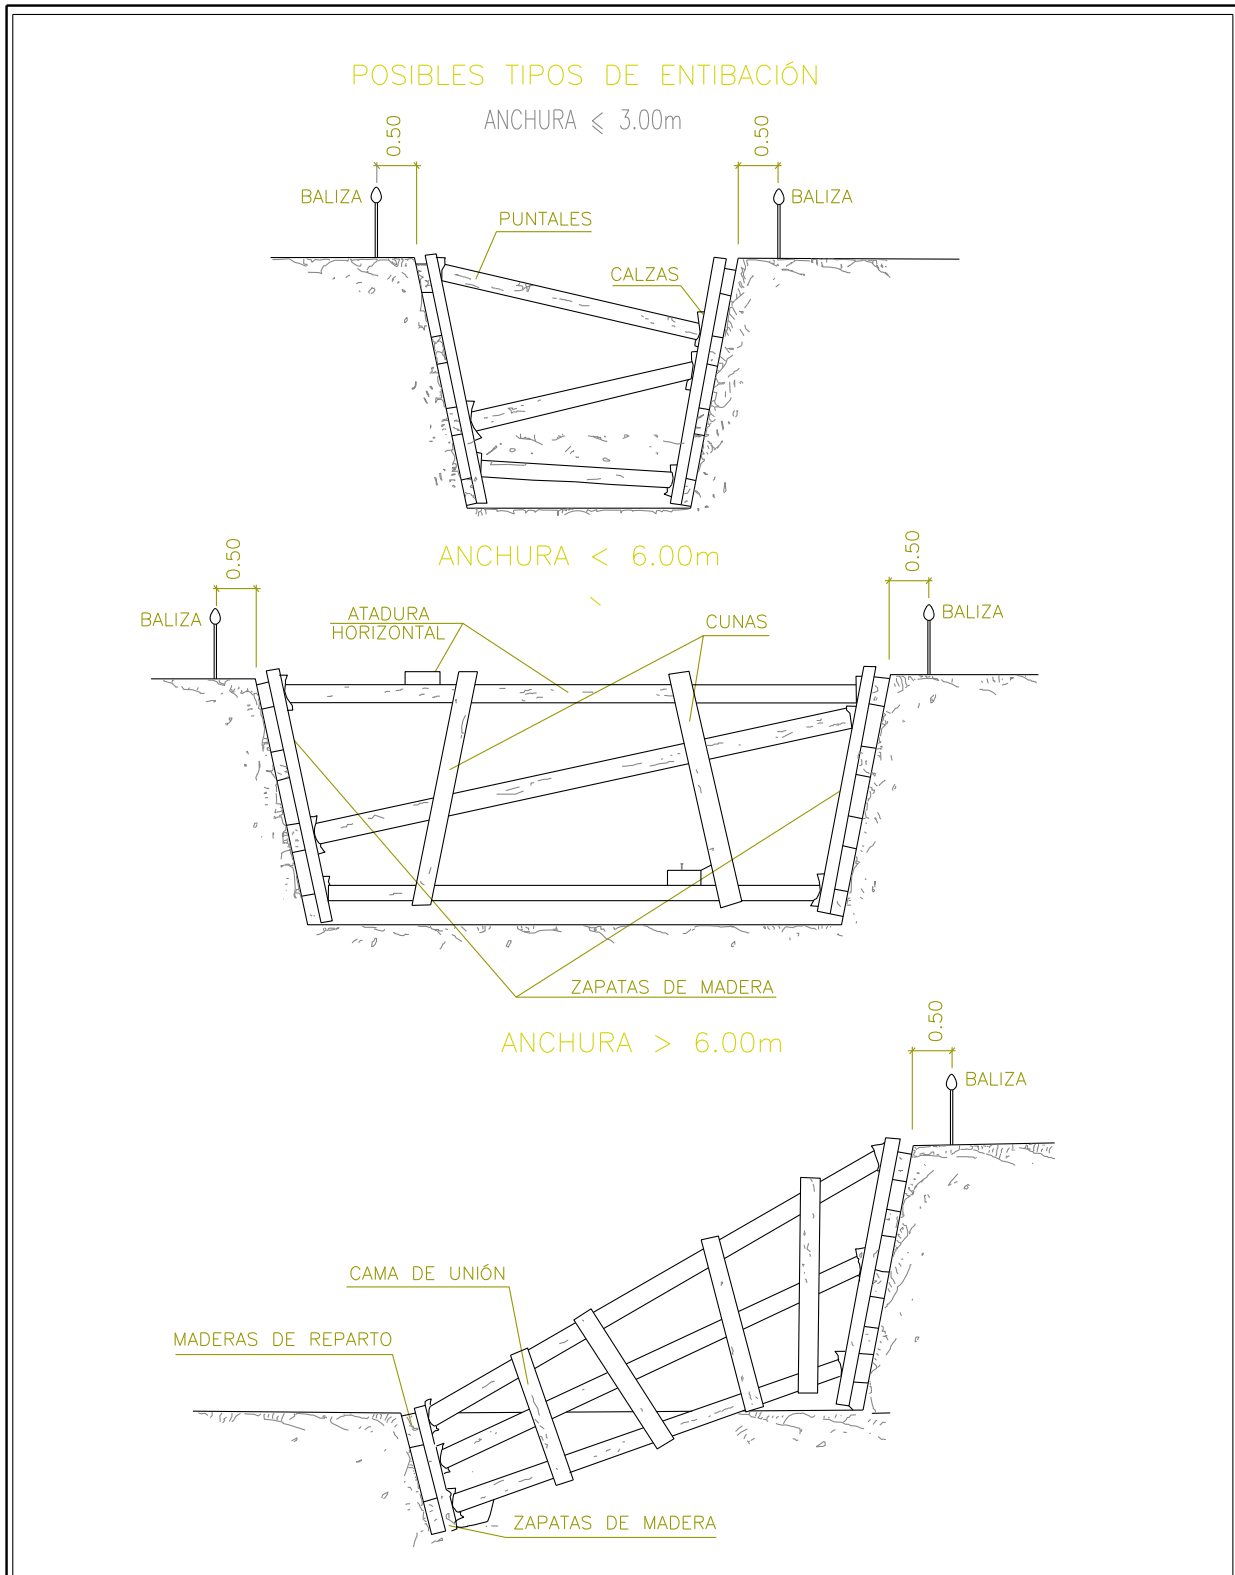 POSIBLES TIPOS DE ENTIBACIÓN
ANCHURA ⩽ 3.00m
0.50
0.50
BALIZA
BALIZA
PUNTALES
CALZAS
ANCHURA < 6.00m
0.50
0.50
BALIZA
BALIZA
ATADURA
HORIZONTAL
CUNAS
ZAPATAS DE MADERA
ANCHURA > 6.00m
0.50
BALIZA
CAMA DE UNIÓN
MADERAS DE REPARTO
ZAPATAS DE MADERA